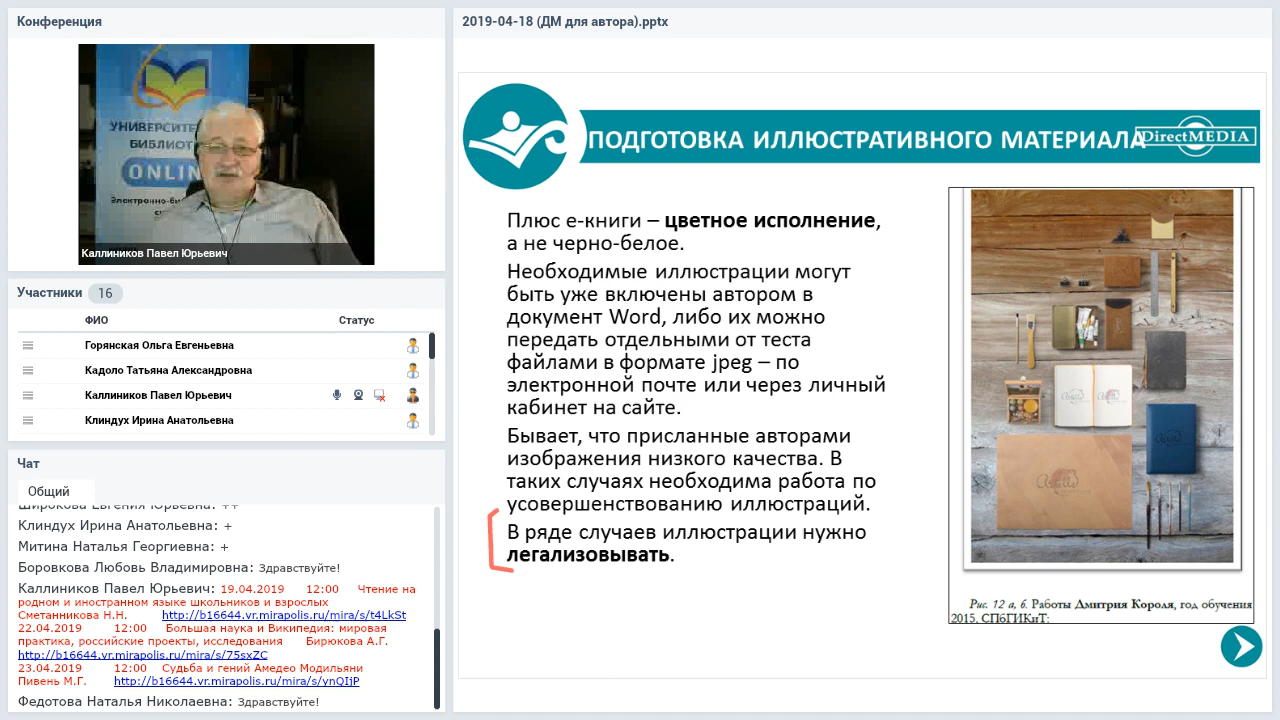 Конференция
УНИВЕРСИТЕ
БИБЛИОТ
ONLIN
Каллиников Павел Юрьевич
Участники 16
ФИО Статус
Горянская Ольга Евгеньевна
Кадоло Татьяна Александровна
Каллиников Павел Юрьевич
Клиндух Ирина Анатольевна
Чат
Общий
Широкова Евгения Юрьевна: ++
Клиндух Ирина Анатольевна: +
Митина Наталья Георгиевна: +
Боровкова Любовь Владимировна: Здравствуйте!
Каллиников Павел Юрьевич: 19.04.2019 12:00 Чтение на
родном и иностранном языке школьников и взрослых
Сметанникова Н.Н. http://b16644.vr.mirapolis.ru/mira/s/t4LkSt
22.04.2019 12:00 Большая наука и Википедия: мировая
практика, российские проекты, исследования Бирюкова А.Г.
http://b16644.vr.mirapolis.ru/mira/s/75sxZC
23.04.2019 12:00 Судьба и гений Амедео Модильяни
Пивень М.Г. http://b16644.vr.mirapolis.ru/mira/s/ynQIjP
Федотова Наталья Николаевна: Здравствуйте!
2019-04-18 (ДМ для автора).pptx
ПОДГОТОВКА ИЛЛЮСТРАТИВНОГО МАТЕРИАЛА
DirectMEDIA
Плюс е-книги – цветное исполнение,
а не черно-белое.
Необходимые иллюстрации могут
быть уже включены автором в
документ Word, либо их можно
передать отдельными от теста
файлами в формате jpeg – по
электронной почте или через личный
кабинет на сайте.
Бывает, что присланные авторами
изображения низкого качества. В
таких случаях необходима работа по
усовершенствованию иллюстраций.
В ряде случаев иллюстрации нужно
легализовывать.
Рис. 12 а, б. Работы Дмитрия Короля, год обучения
2015, СПбГИКиТ: